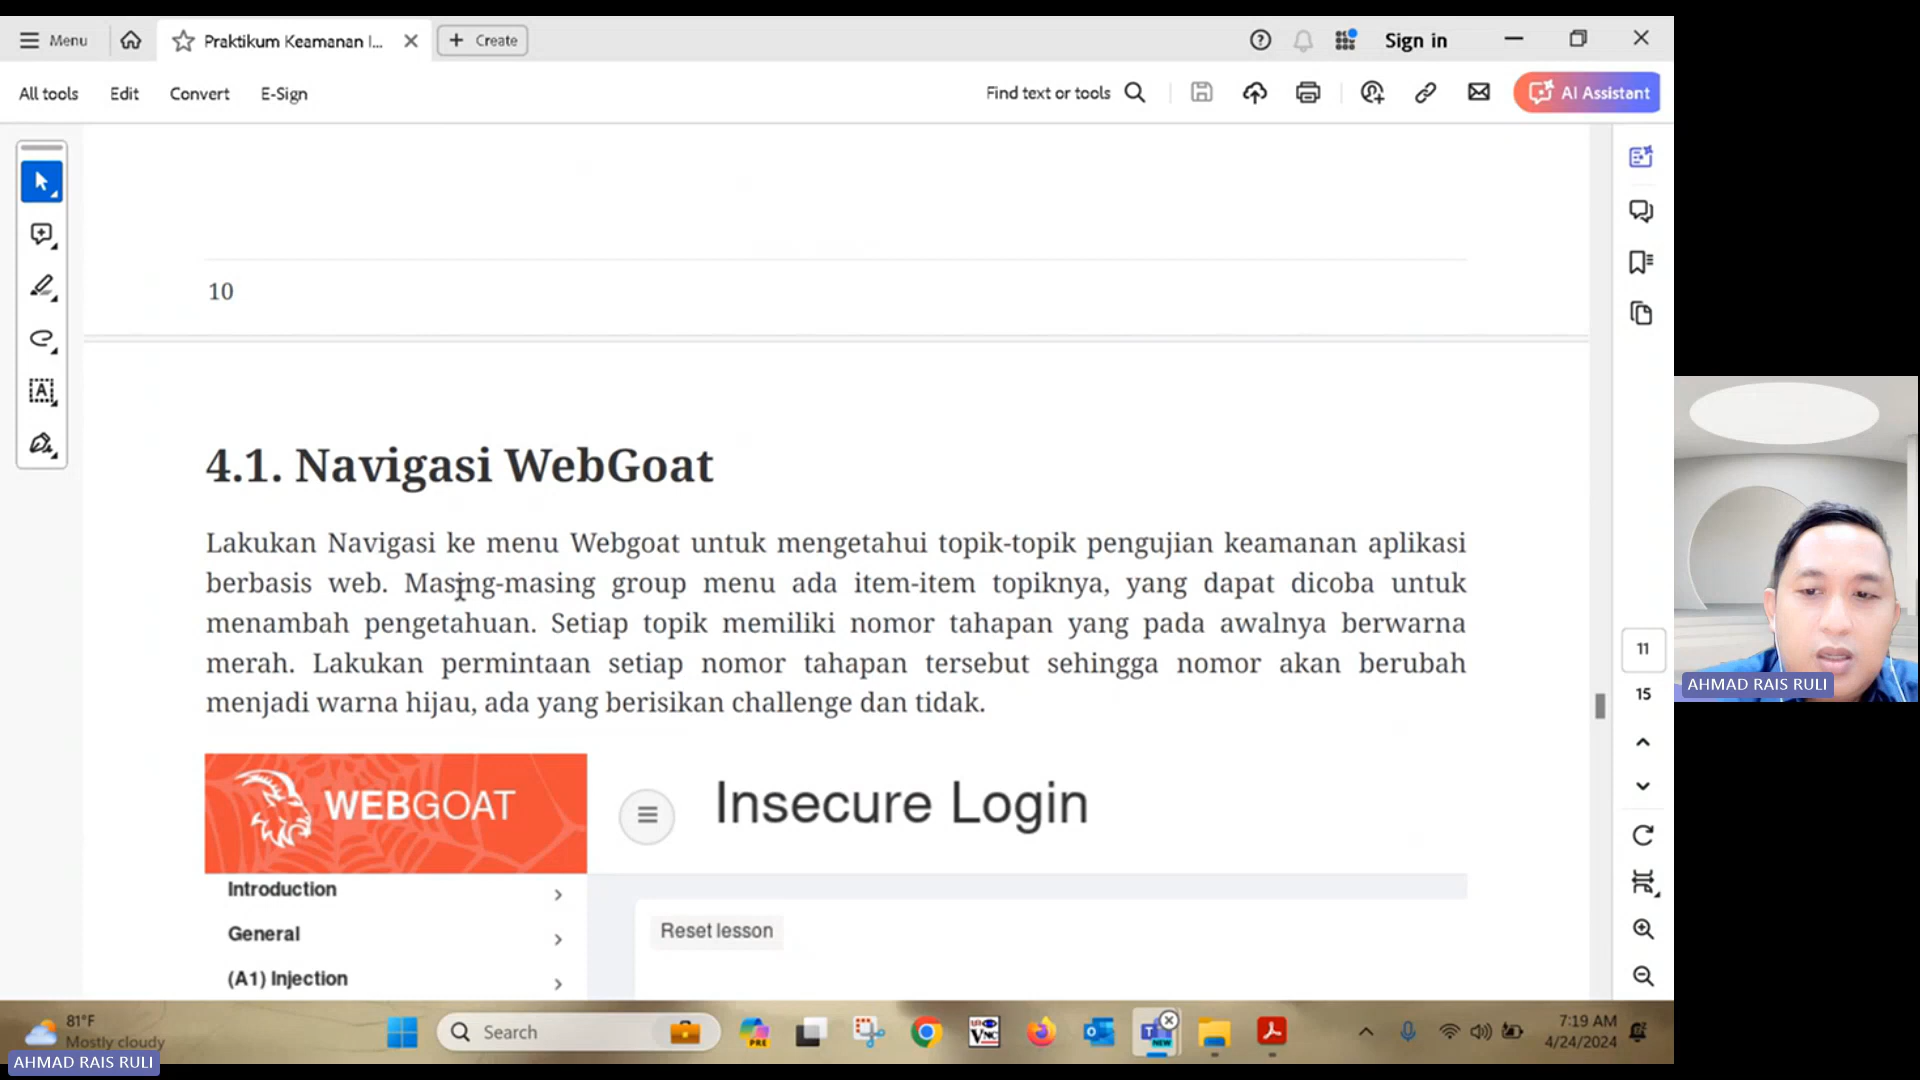 Menu
Praktikum Keamanan I...
Create
Sign in
All tools
Edit
Convert
E-Sign
Find text or tools
AI Assistant
10
4.1. Navigasi WebGoat
Lakukan Navigasi ke menu Webgoat untuk mengetahui topik-topik pengujian keamanan aplikasi
berbasis web. Masing-masing group menu ada item-item topiknya, yang dapat dicoba untuk
menambah pengetahuan. Setiap topik memiliki nomor tahapan yang pada awalnya berwarna
merah. Lakukan permintaan setiap nomor tahapan tersebut sehingga nomor akan berubah
menjadi warna hijau, ada yang berisikan challenge dan tidak.
WEBGOAT
Insecure Login
Introduction
General
(A1) Injection
Reset lesson
11
15
AHMAD RAIS RULI
81°F
Mostly cloudy
Search
PRE
VNC
NEW
7:19 AM
4/24/2024
AHMAD RAIS RULI